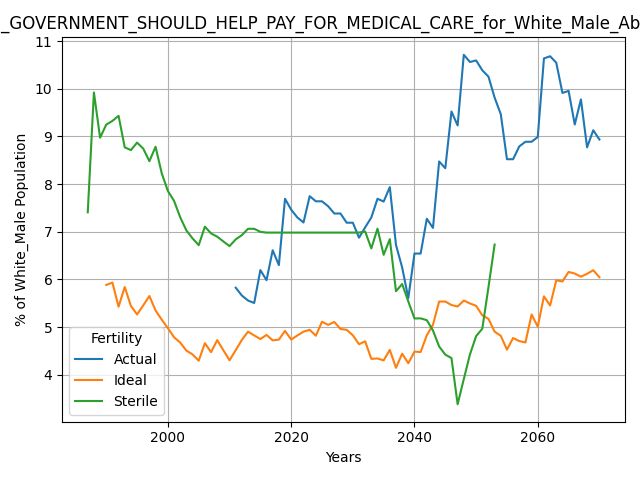 _GOVERNMENT_SHOULD_HELP_PAY_FOR_MEDICAL_CARE_for_White_Male_Ab
11
10
9
8
7
6
5
4
% of White_Male Population
Fertility
Actual
Ideal
Sterile
2000 2020 2040 2060
Years